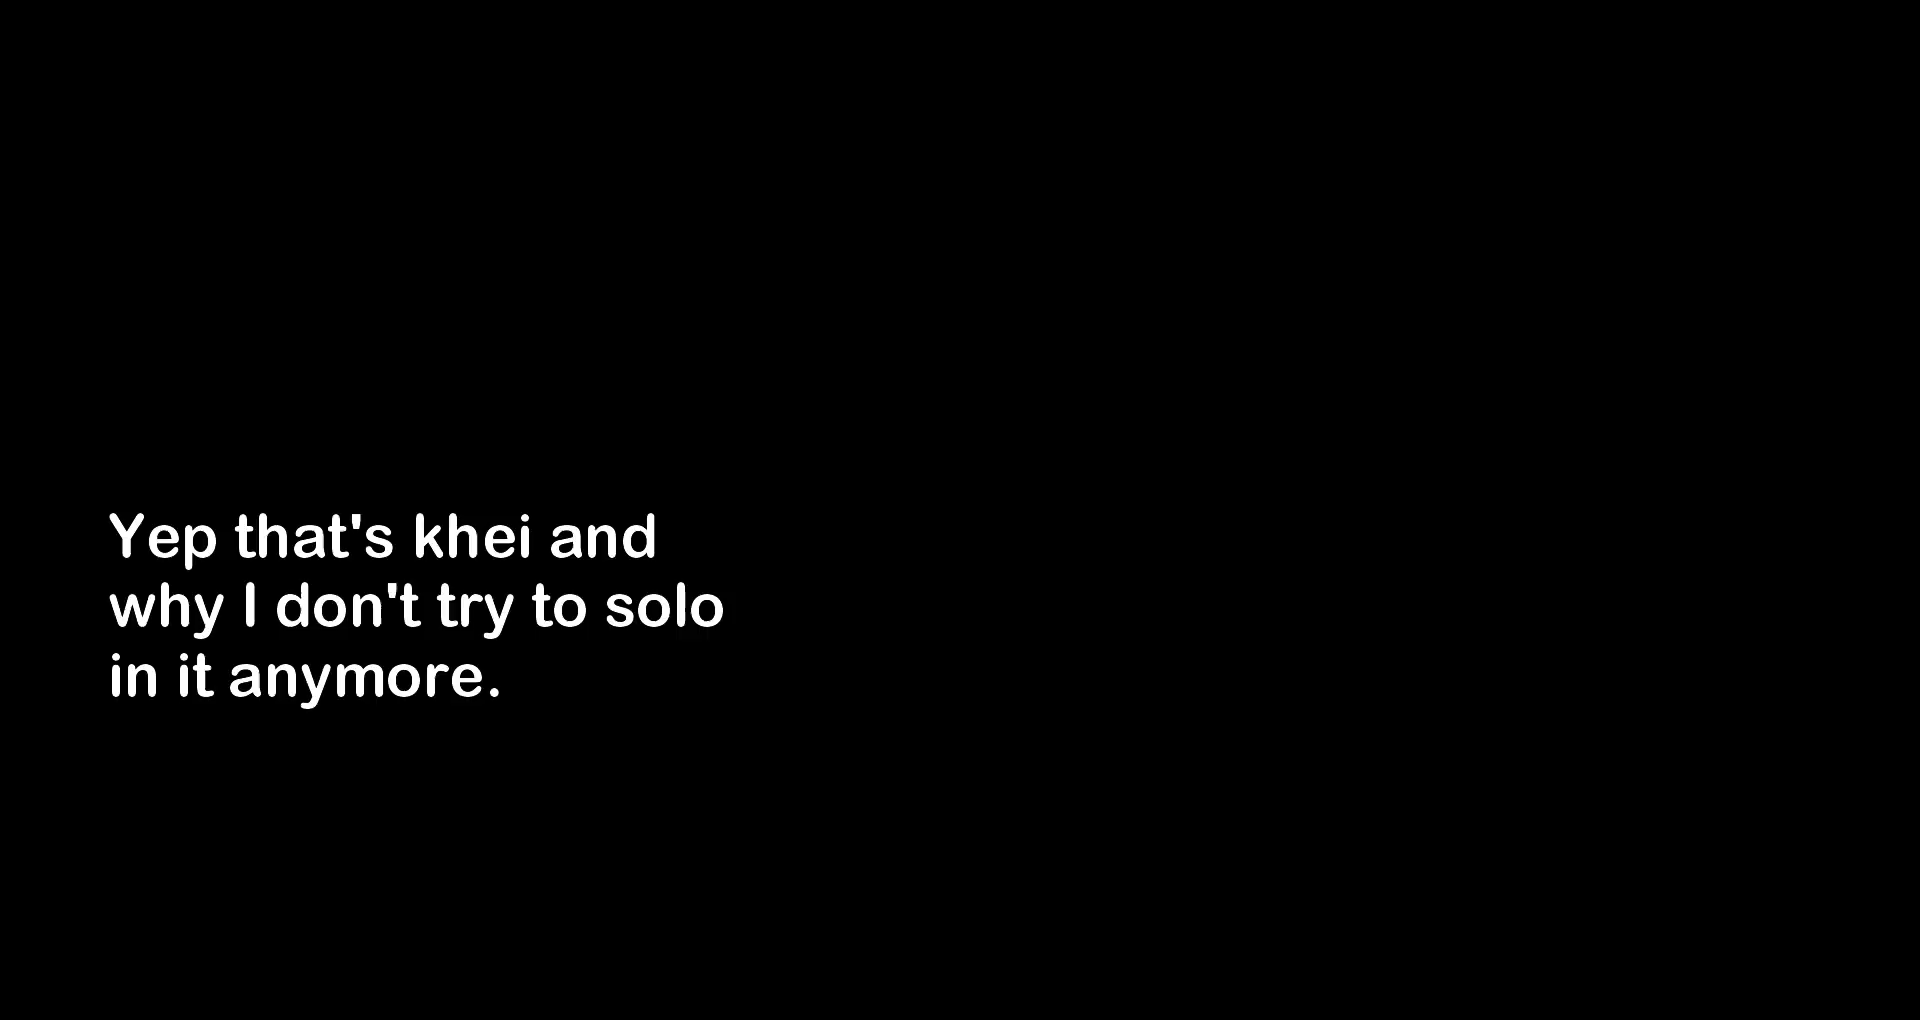 Yep that's khei and
why I don't try to solo
in it anymore.